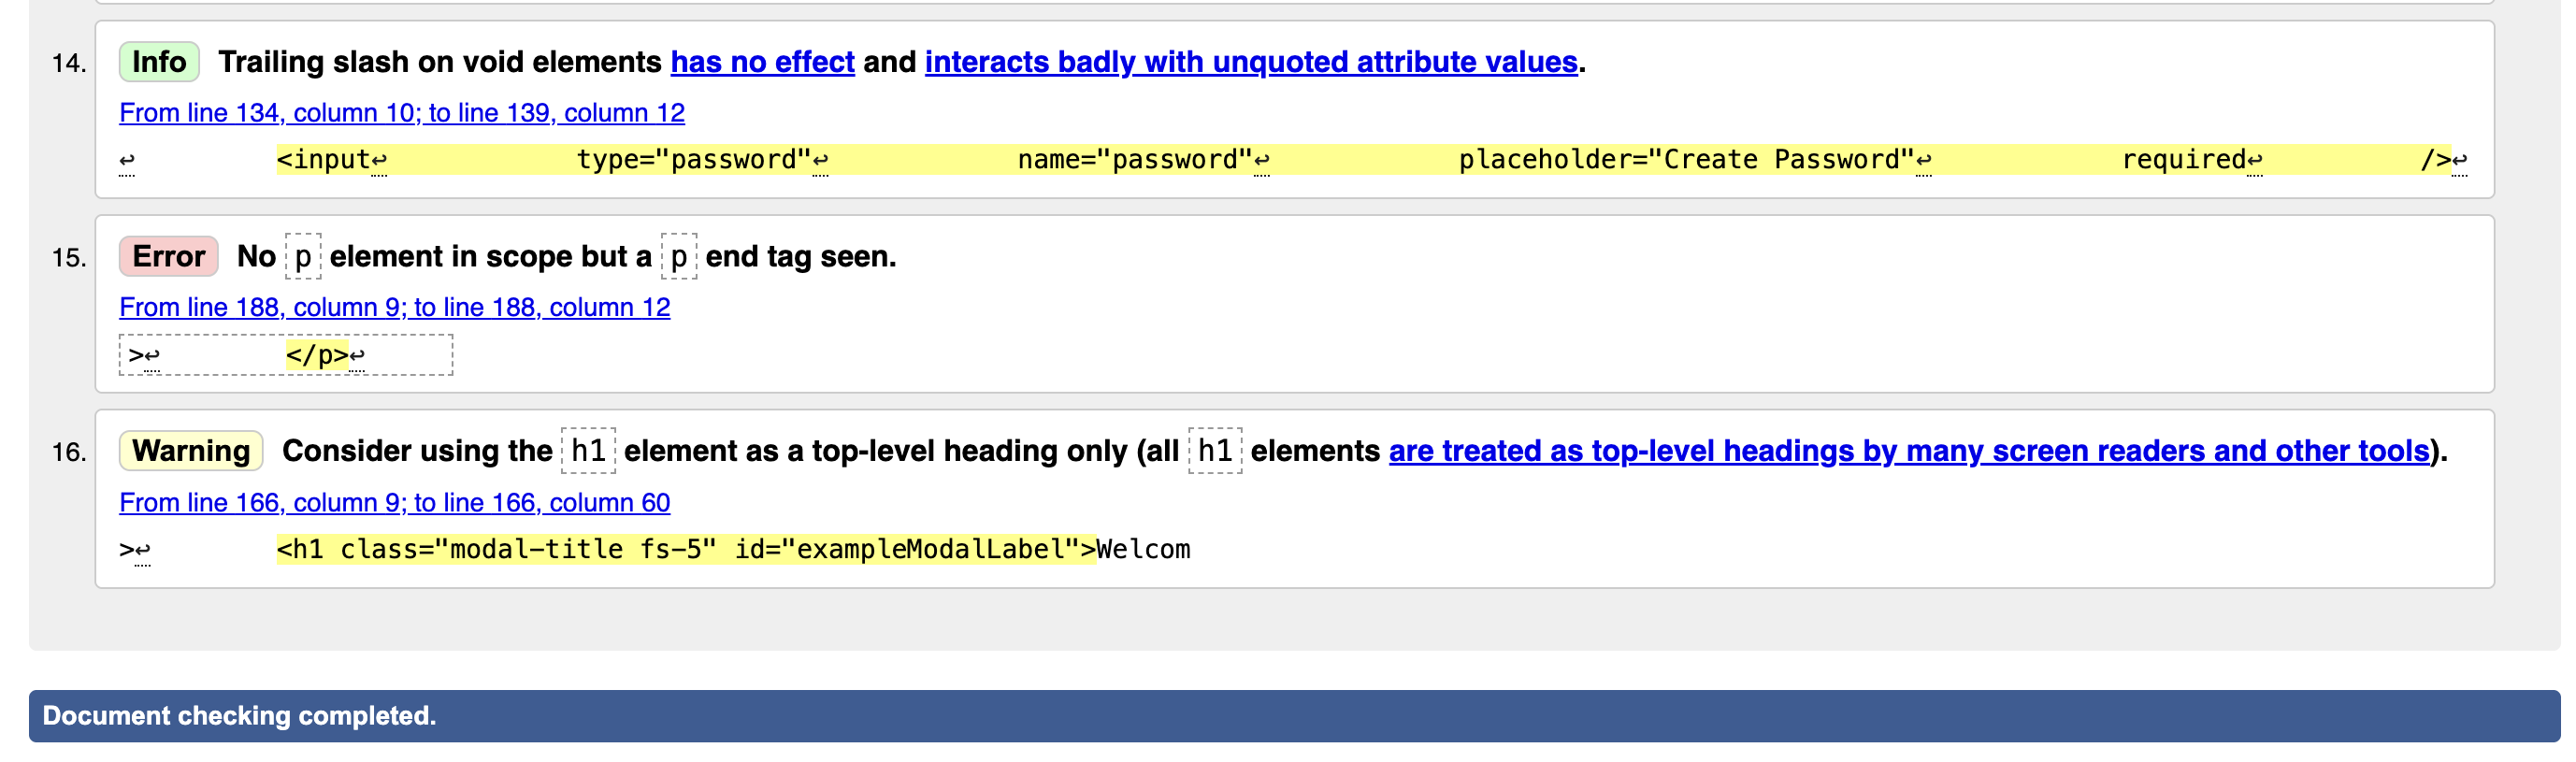 14. Info Trailing slash on void elements has no effect and interacts badly with unquoted attribute values.
From line 134, column 10; to line 139, column 12
↩ <input↩ type="password"↩ name="password"↩ placeholder="Create Password"↩ required↩ />↩
15. Error No p element in scope but a p end tag seen.
From line 188, column 9; to line 188, column 12
>↩ </p>↩
16. Warning Consider using the h1 element as a top-level heading only (all h1 elements are treated as top-level headings by many screen readers and other tools).
From line 166, column 9; to line 166, column 60
>↩ <h1 class="modal-title fs-5" id="exampleModalLabel">Welcom
Document checking completed.